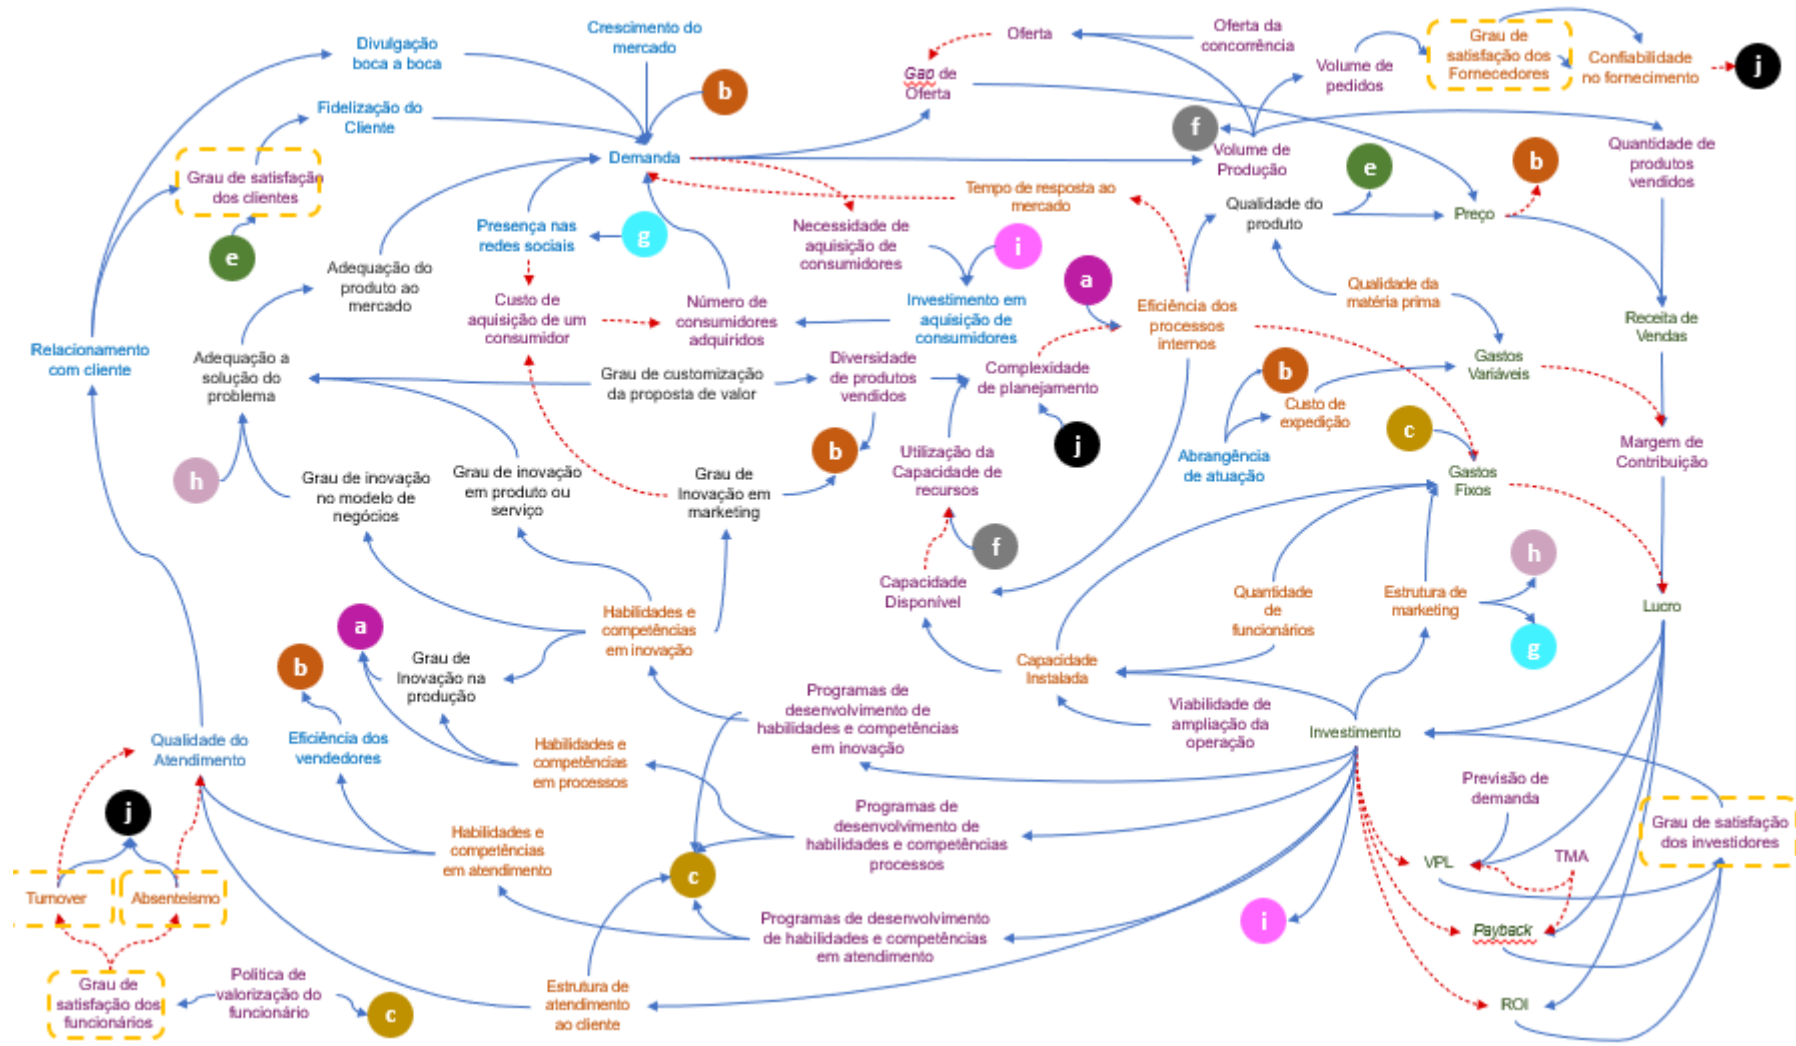 Divulgação
boca a boca
Crescimento do
mercado
b
Oferta
Oferta da
concorrência
Volume de
pedidos
Grau de
satisfação dos
Fornecedores
Confiabilidade
no fornecimento
j
Gap de
Oferta
Fidelização do
Cliente
f
Volume de
Produção
Quantidade de
produtos
vendidos
Grau de satisfação
dos clientes
Demanda
e
b
Tempo de resposta ao
mercado
Qualidade do
produto
Preço
e
Presença nas
redes sociais
g
Necessidade de
aquisição de
consumidores
i
Adequação do
produto ao
mercado
a
Qualidade da
matéria prima
Custo de
aquisição de um
consumidor
Número de
consumidores
adquiridos
Investimento em
aquisição de
consumidores
Eficiência dos
processos
internos
Receita de
Vendas
Relacionamento
com cliente
Adequação a
solução do
problema
Grau de customização
da proposta de valor
Diversidade
de produtos
vendidos
Complexidade
de planejamento
b
Gastos
Variáveis
Custo de
expedição
c
j
b
Utilização da
Capacidade de
recursos
Abrangência
de atuação
Margem de
Contribuição
h
Grau de inovação
no modelo de
negócios
Grau de inovação
em produto ou
serviço
Grau de
Inovação em
marketing
Gastos
Fixos
f
h
Capacidade
Disponível
Quantidade
de
funcionários
Estrutura de
marketing
Lucro
a
Habilidades e
competências
em inovação
g
b
Grau de
Inovação na
produção
Capacidade
Instalada
Programas de
desenvolvimento de
habilidades e competências
em inovação
Viabilidade de
ampliação da
operação
Investimento
Qualidade do
Atendimento
Eficiência dos
vendedores
Habilidades e
competências
em processos
Previsão de
demanda
j
Programas de
desenvolvimento de
habilidades e competências
processos
Grau de satisfação
dos investidores
Habilidades e
competências
em atendimento
VPL
TMA
c
Turnover
Absenteísmo
Programas de desenvolvimento
de habilidades e competências
em atendimento
i
Payback
Grau de
satisfação dos
funcionários
Politica de
valorização do
funcionário
c
Estrutura de
atendimento
ao cliente
ROI